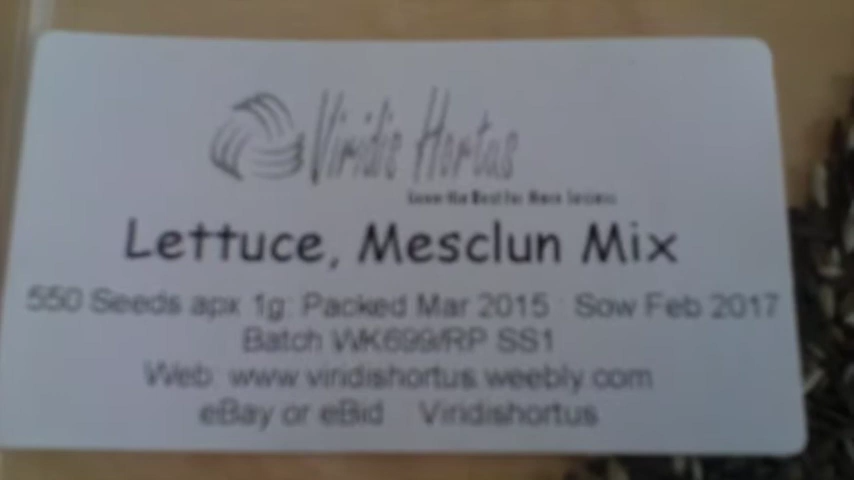 Viridis Hortus
Lettuce, Mesclun Mix
550 Seeds apx 1g: Packed Mar 2015 Sow Feb 2017
Batch WK699/RP SS1
Web: www.viridishortus.weebly.com
eBay or eBid Viridishortus